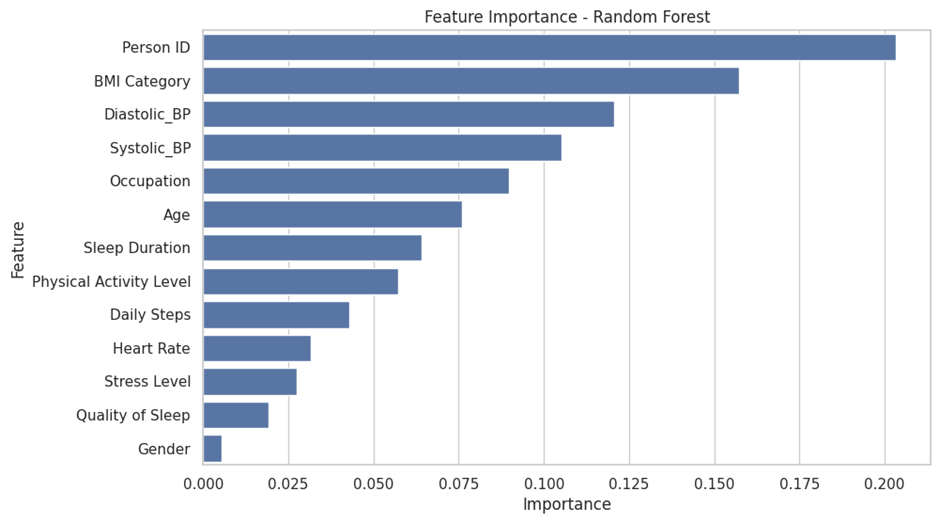 Feature Importance - Random Forest
Person ID
BMI Category
Diastolic_BP
Systolic_BP
Occupation
Age
Sleep Duration
Physical Activity Level
Daily Steps
Heart Rate
Stress Level
Quality of Sleep
Gender
Feature
0.000 0.025 0.050 0.075 0.100 0.125 0.150 0.175 0.200
Importance